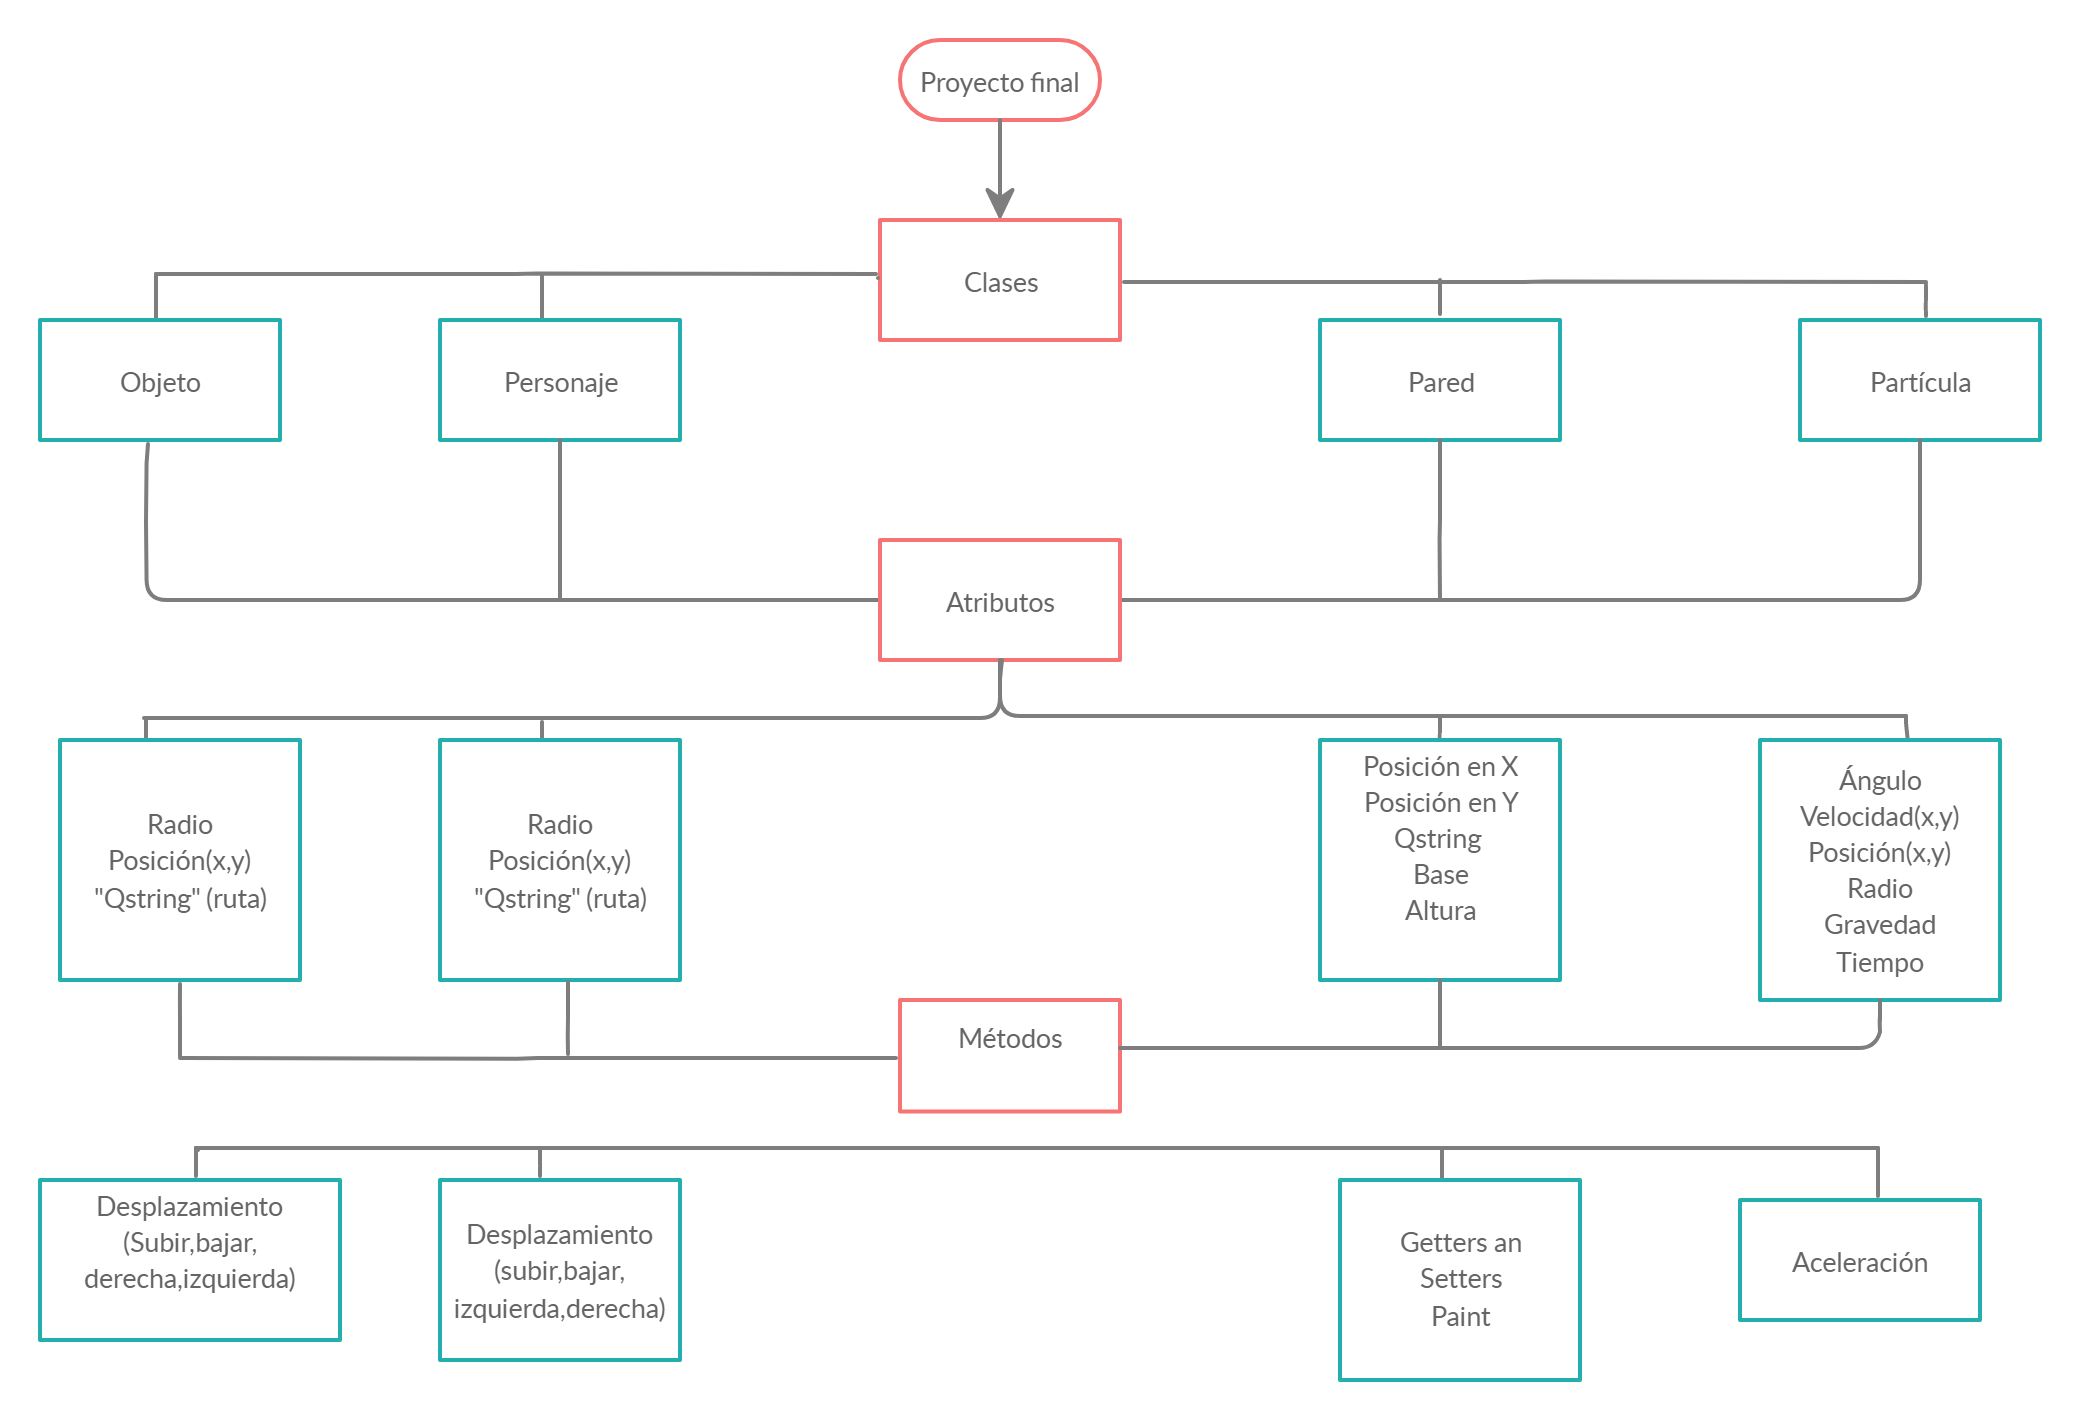 Proyecto final
Clases
Objeto
Personaje
Pared
Partícula
Atributos
Radio
Posición(x,y)
"Qstring" (ruta)
Radio
Posición(x,y)
"Qstring" (ruta)
Posición en X
Posición en Y
Qstring
Base
Altura
Ángulo
Velocidad(x,y)
Posición(x,y)
Radio
Gravedad
Tiempo
Métodos
Desplazamiento
(Subir,bajar,
derecha,izquierda)
Desplazamiento
(subir,bajar,
izquierda,derecha)
Getters an
Setters
Paint
Aceleración